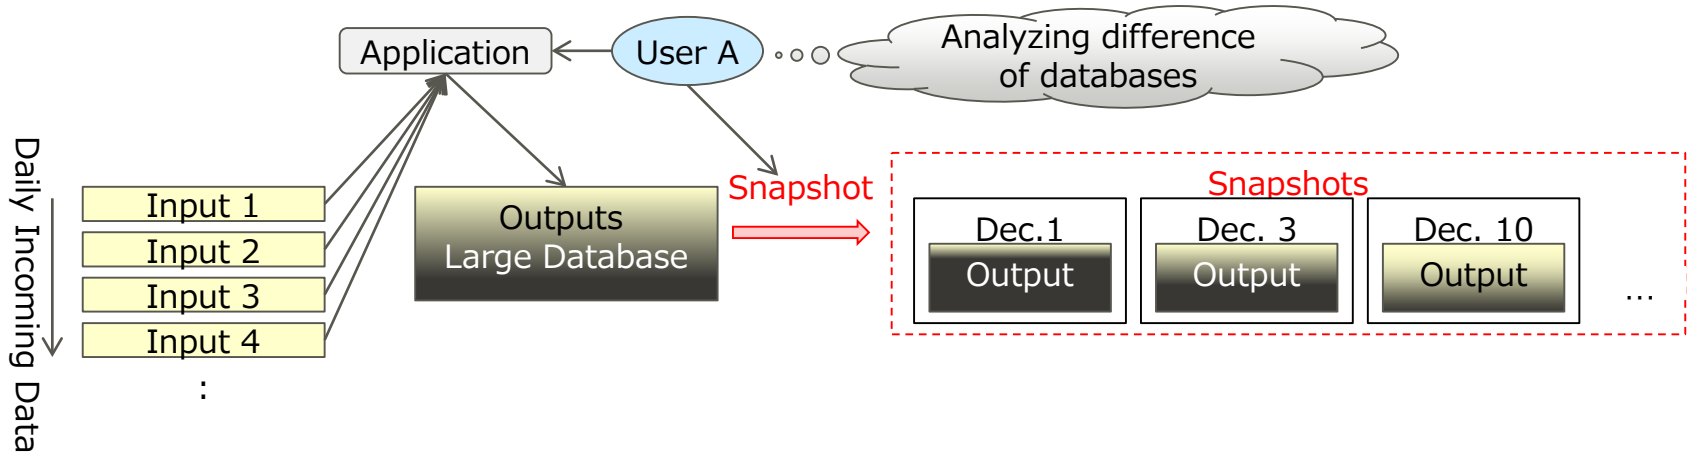 Application
User A
Analyzing difference
of databases
Daily Incoming Data
Input 1
Input 2
Input 3
Input 4
:
Outputs
Large Database
Snapshot
Snapshots
Dec.1
Output
Dec. 3
Output
Dec. 10
Output
...